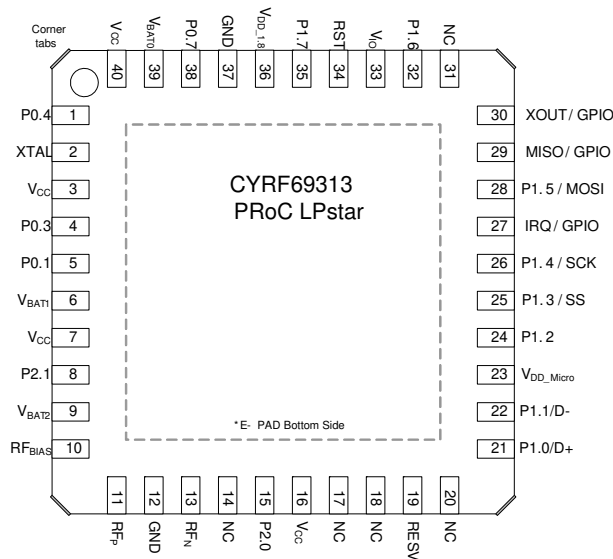 Corner
tabs
VCC
VBAT0
P0.7
GND
VDD_1.8
P1.7
RST
VIO
P1.6
NC
40
39
38
37
36
35
34
33
32
31
P0.4 1
XTAL 2
VCC 3
P0.3 4
P0.1 5
VBAT1 6
VCC 7
P2.1 8
VBAT2 9
RFBIAS 10
CYRF69313
PRoC LPstar
*E- PAD Bottom Side
30 XOUT/ GPIO
29 MISO/ GPIO
28 P1.5/ MOSI
27 IRQ/ GPIO
26 P1.4/ SCK
25 P1.3/ SS
24 P1.2
23 VDD_Micro
22 P1.1/D-
21 P1.0/D+
11
12
13
14
15
16
17
18
19
20
RFP
GND
RFN
NC
P2.0
VCC
NC
NC
RESV
NC